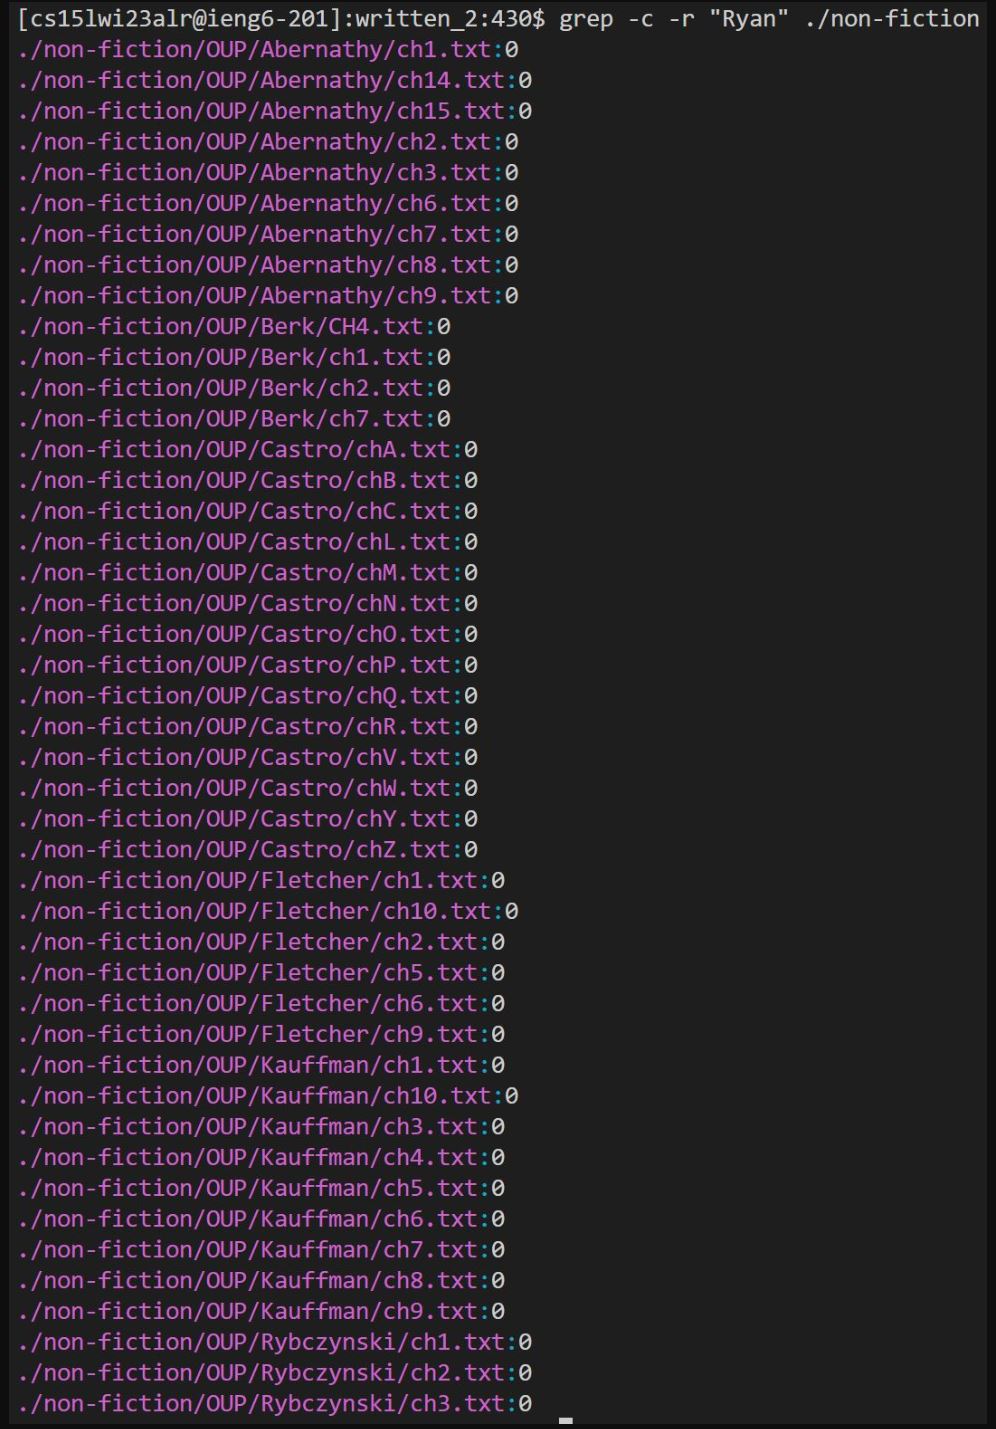 [cs15lwi23alr@ieng6-201]:written_2:430$ grep -c -r "Ryan" ./non-fiction
./non-fiction/OUP/Abernathy/ch1.txt:0
./non-fiction/OUP/Abernathy/ch14.txt:0
./non-fiction/OUP/Abernathy/ch15.txt:0
./non-fiction/OUP/Abernathy/ch2.txt:0
./non-fiction/OUP/Abernathy/ch3.txt:0
./non-fiction/OUP/Abernathy/ch6.txt:0
./non-fiction/OUP/Abernathy/ch7.txt:0
./non-fiction/OUP/Abernathy/ch8.txt:0
./non-fiction/OUP/Abernathy/ch9.txt:0
./non-fiction/OUP/Berk/CH4.txt:0
./non-fiction/OUP/Berk/ch1.txt:0
./non-fiction/OUP/Berk/ch2.txt:0
./non-fiction/OUP/Berk/ch7.txt:0
./non-fiction/OUP/Castro/chA.txt:0
./non-fiction/OUP/Castro/chB.txt:0
./non-fiction/OUP/Castro/chC.txt:0
./non-fiction/OUP/Castro/chL.txt:0
./non-fiction/OUP/Castro/chM.txt:0
./non-fiction/OUP/Castro/chN.txt:0
./non-fiction/OUP/Castro/chO.txt:0
./non-fiction/OUP/Castro/chP.txt:0
./non-fiction/OUP/Castro/chQ.txt:0
./non-fiction/OUP/Castro/chR.txt:0
./non-fiction/OUP/Castro/chV.txt:0
./non-fiction/OUP/Castro/chW.txt:0
./non-fiction/OUP/Castro/chY.txt:0
./non-fiction/OUP/Castro/chZ.txt:0
./non-fiction/OUP/Fletcher/ch1.txt:0
./non-fiction/OUP/Fletcher/ch10.txt:0
./non-fiction/OUP/Fletcher/ch2.txt:0
./non-fiction/OUP/Fletcher/ch5.txt:0
./non-fiction/OUP/Fletcher/ch6.txt:0
./non-fiction/OUP/Fletcher/ch9.txt:0
./non-fiction/OUP/Kauffman/ch1.txt:0
./non-fiction/OUP/Kauffman/ch10.txt:0
./non-fiction/OUP/Kauffman/ch3.txt:0
./non-fiction/OUP/Kauffman/ch4.txt:0
./non-fiction/OUP/Kauffman/ch5.txt:0
./non-fiction/OUP/Kauffman/ch6.txt:0
./non-fiction/OUP/Kauffman/ch7.txt:0
./non-fiction/OUP/Kauffman/ch8.txt:0
./non-fiction/OUP/Kauffman/ch9.txt:0
./non-fiction/OUP/Rybczynski/ch1.txt:0
./non-fiction/OUP/Rybczynski/ch2.txt:0
./non-fiction/OUP/Rybczynski/ch3.txt:0